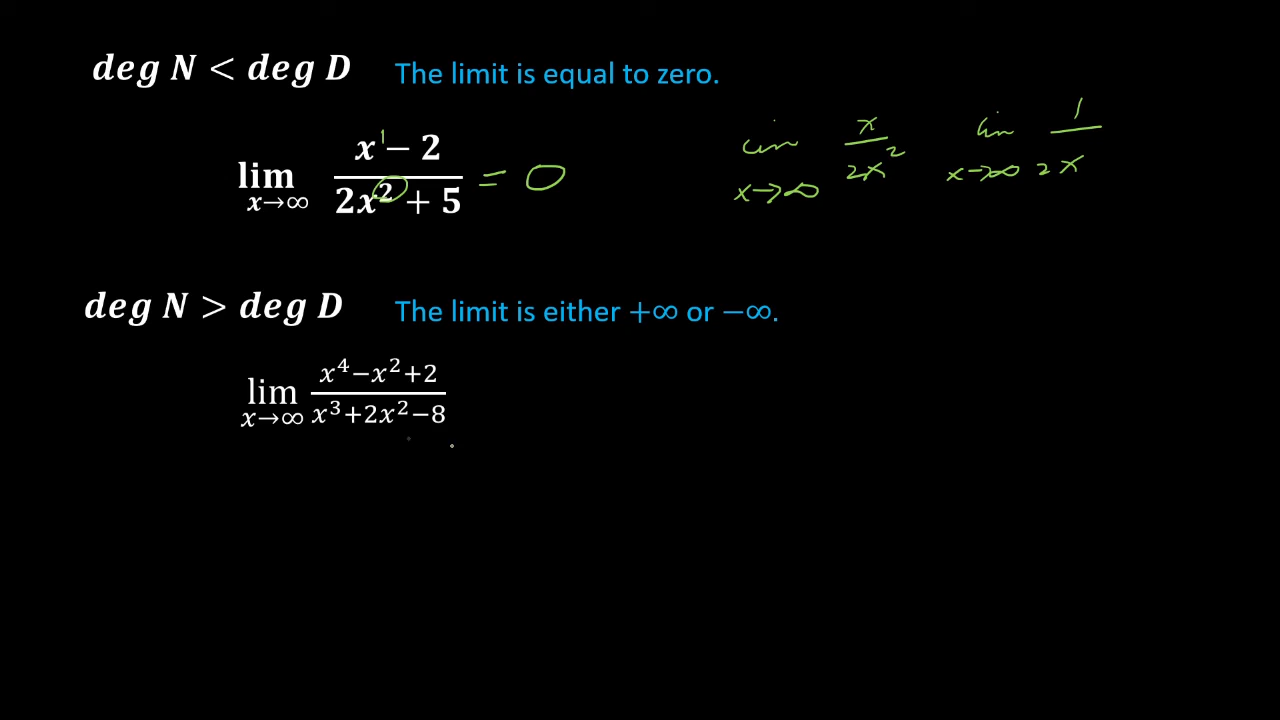 deg N < deg D The limit is equal to zero.
lim x→∞ (x¹ − 2)/(2x² + 5) = 0 lim x→∞ x/2x² lim x→∞ 1/2x
deg N > deg D The limit is either +∞ or −∞.
lim x→∞ (x⁴−x²+2)/(x³+2x²−8)